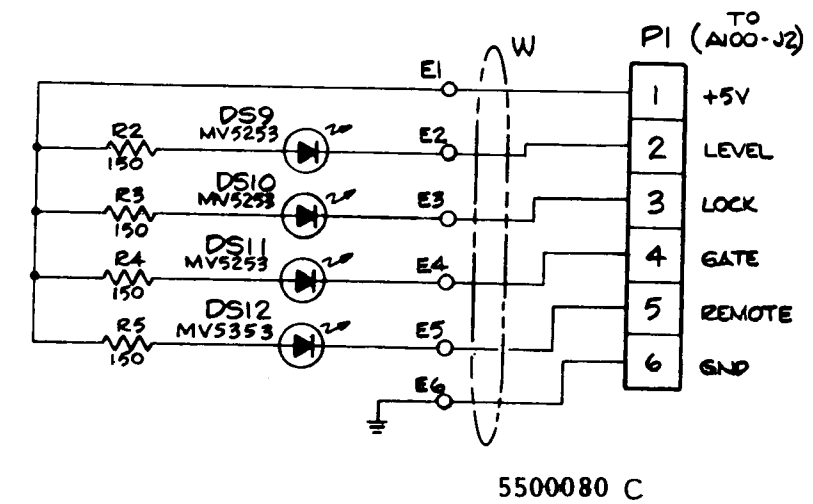 TO
P1 (A100-J2)
W
E1
1 +5V
DS9
MV5253
R2
150
E2
2 LEVEL
DS10
MV5253
R3
150
E3
3 LOCK
DS11
MV5253
R4
150
E4
4 GATE
DS12
MV5353
R5
150
E5
5 REMOTE
E6
6 GND
5500080 C